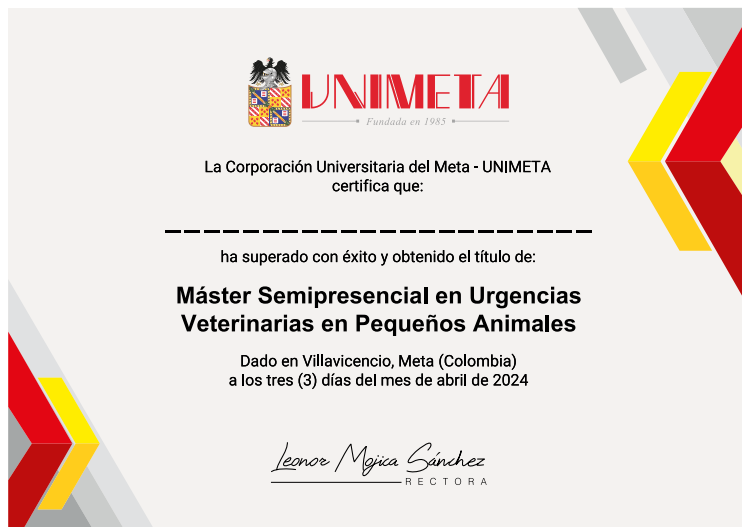 UNIMETA
Fundada en 1985
La Corporación Universitaria del Meta - UNIMETA
certifica que:
ha superado con éxito y obtenido el título de:
Máster Semipresencial en Urgencias
Veterinarias en Pequeños Animales
Dado en Villavicencio, Meta (Colombia)
a los tres (3) días del mes de abril de 2024
Leonor Mojica Sánchez
RECTORA